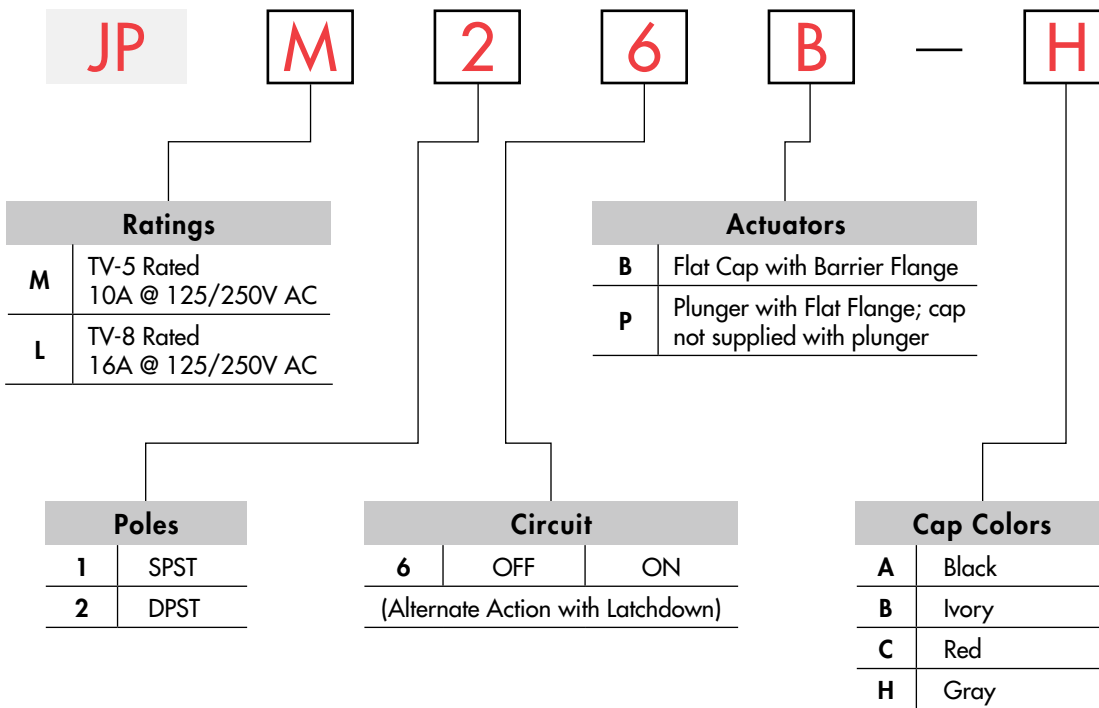 JP M 2 6 B — H
Ratings
M TV-5 Rated
10A @ 125/250V AC
L TV-8 Rated
16A @ 125/250V AC
Actuators
B Flat Cap with Barrier Flange
P Plunger with Flat Flange; cap
not supplied with plunger
Poles
1 SPST
2 DPST
Circuit
6 OFF ON
(Alternate Action with Latchdown)
Cap Colors
A Black
B Ivory
C Red
H Gray